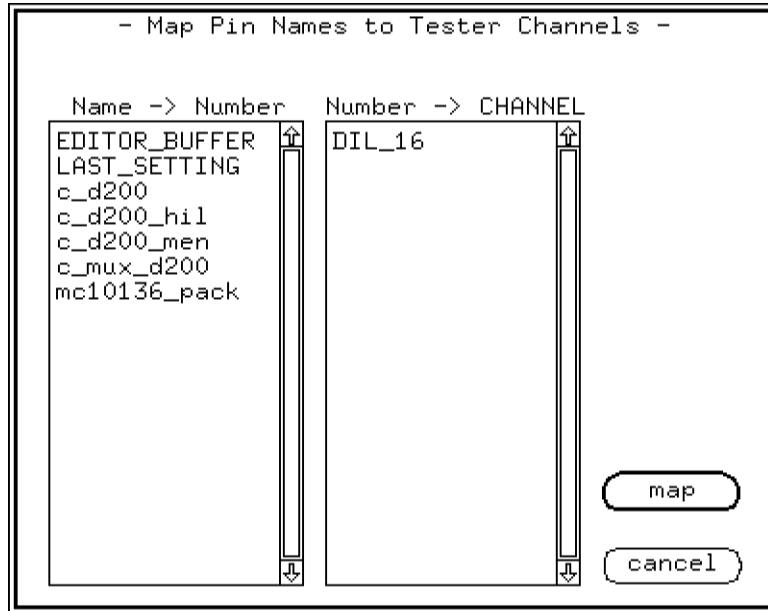 - Map Pin Names to Tester Channels -
Name -> Number
EDITOR_BUFFER
LAST_SETTING
c_d200
c_d200_hil
c_d200_men
c_mux_d200
mc10136_pack
Number -> CHANNEL
DIL_16
map
cancel